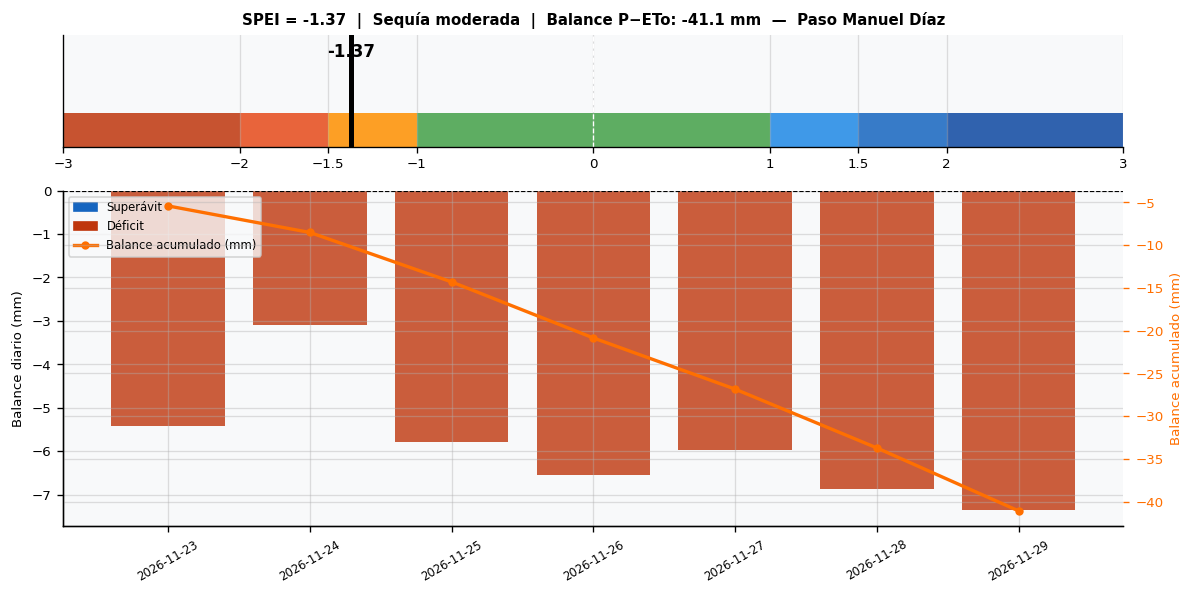 SPEI = -1.37  |  Sequía moderada  |  Balance P−ETo: -41.1 mm  —  Paso Manuel Díaz
-1.37
−3 −2 −1.5 −1 0 1 1.5 2 3
Superávit
Déficit
Balance acumulado (mm)
Balance diario (mm)
0
−1
−2
−3
−4
−5
−6
−7
−5
−10
−15
−20
−25
−30
−35
−40
Balance acumulado (mm)
2026-11-23 2026-11-24 2026-11-25 2026-11-26 2026-11-27 2026-11-28 2026-11-29